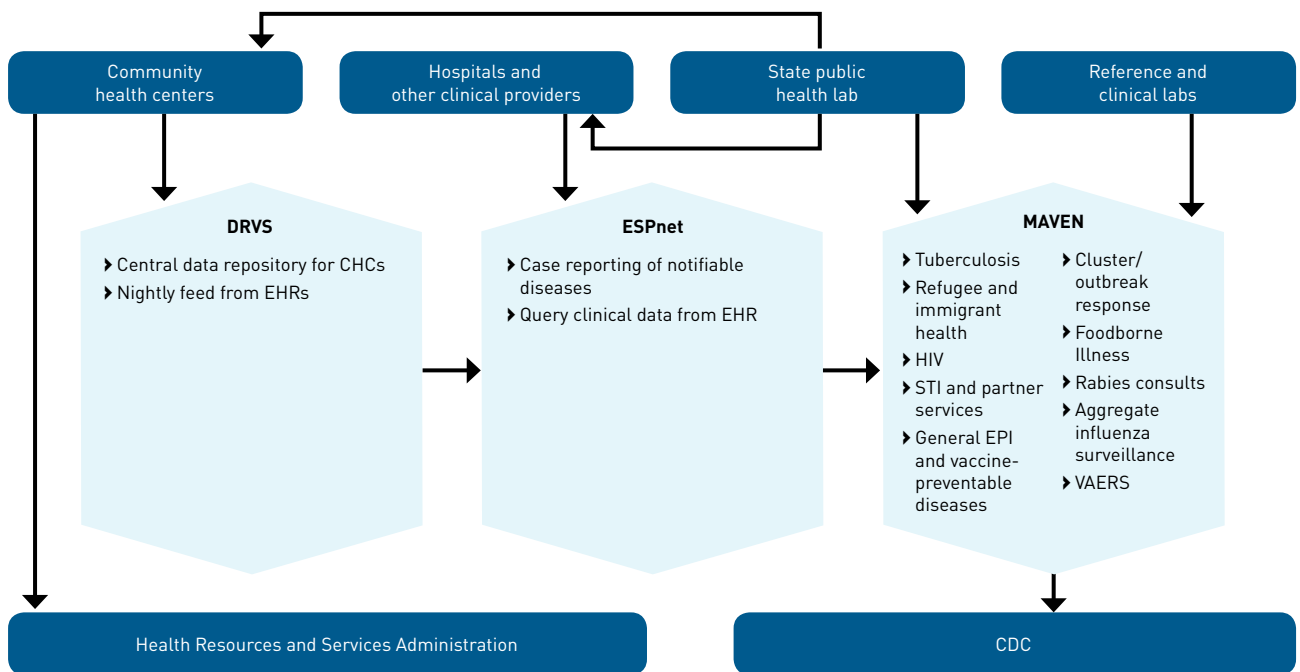 Community
health centers
Hospitals and
other clinical providers
State public
health lab
Reference and
clinical labs
DRVS
Central data repository for CHCs
Nightly feed from EHRs
ESPnet
Case reporting of notifiable
diseases
Query clinical data from EHR
MAVEN
Tuberculosis
Refugee and
immigrant
health
HIV
STI and partner
services
General EPI
and vaccine-
preventable
diseases
Cluster/
outbreak
response
Foodborne
Illness
Rabies consults
Aggregate
influenza
surveillance
VAERS
Health Resources and Services Administration
CDC